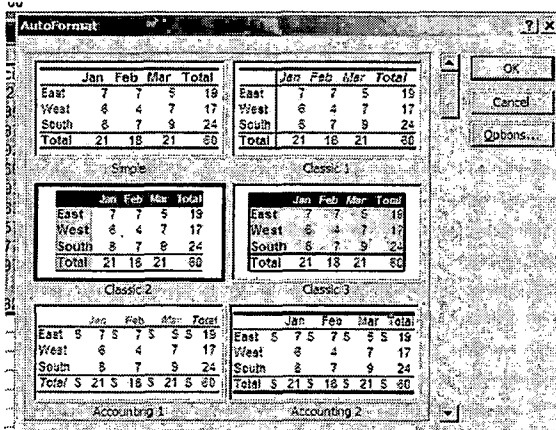 AutoFormat
Jan Feb Mar Total
East 7 7 5 19
West 6 4 7 17
South 8 7 9 24
Total 21 18 21 60
Simple
Jan Feb Mar Total
East 7 7 5 19
West 6 4 7 17
South 8 7 9 24
Total 21 18 21 60
Classic 1
OK
Cancel
Options...
Jan Feb Mar Total
East 7 7 5 19
West 6 4 7 17
South 8 7 9 24
Total 21 18 21 60
Classic 2
Jan Feb Mar Total
East 7 7 5 19
West 6 4 7 17
South 8 7 9 24
Total 21 18 21 60
Classic 3
Jan Feb Mar Total
East $ 7 $ 7 $ 5 $ 19
West 6 4 7 17
South 8 7 9 24
Total $ 21 $ 18 $ 21 $ 60
Accounting 1
Jan Feb Mar Total
East $ 7 $ 7 $ 5 $ 19
West 6 4 7 17
South 8 7 9 24
Total $ 21 $ 18 $ 21 $ 60
Accounting 2